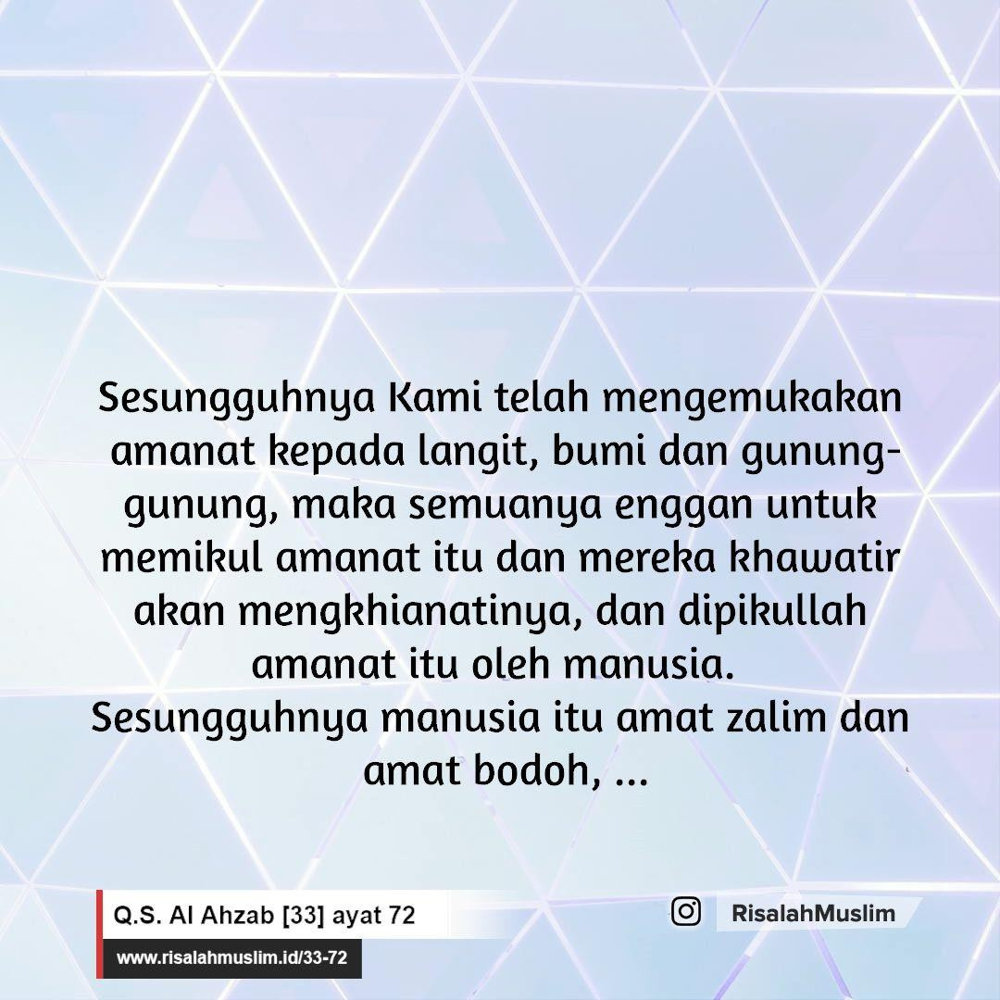 Sesungguhnya Kami telah mengemukakan
amanat kepada langit, bumi dan gunung-
gunung, maka semuanya enggan untuk
memikul amanat itu dan mereka khawatir
akan mengkhianatinya, dan dipikullah
amanat itu oleh manusia.
Sesungguhnya manusia itu amat zalim dan
amat bodoh, ...
Q.S. Al Ahzab [33] ayat 72
www.risalahmuslim.id/33-72
RisalahMuslim